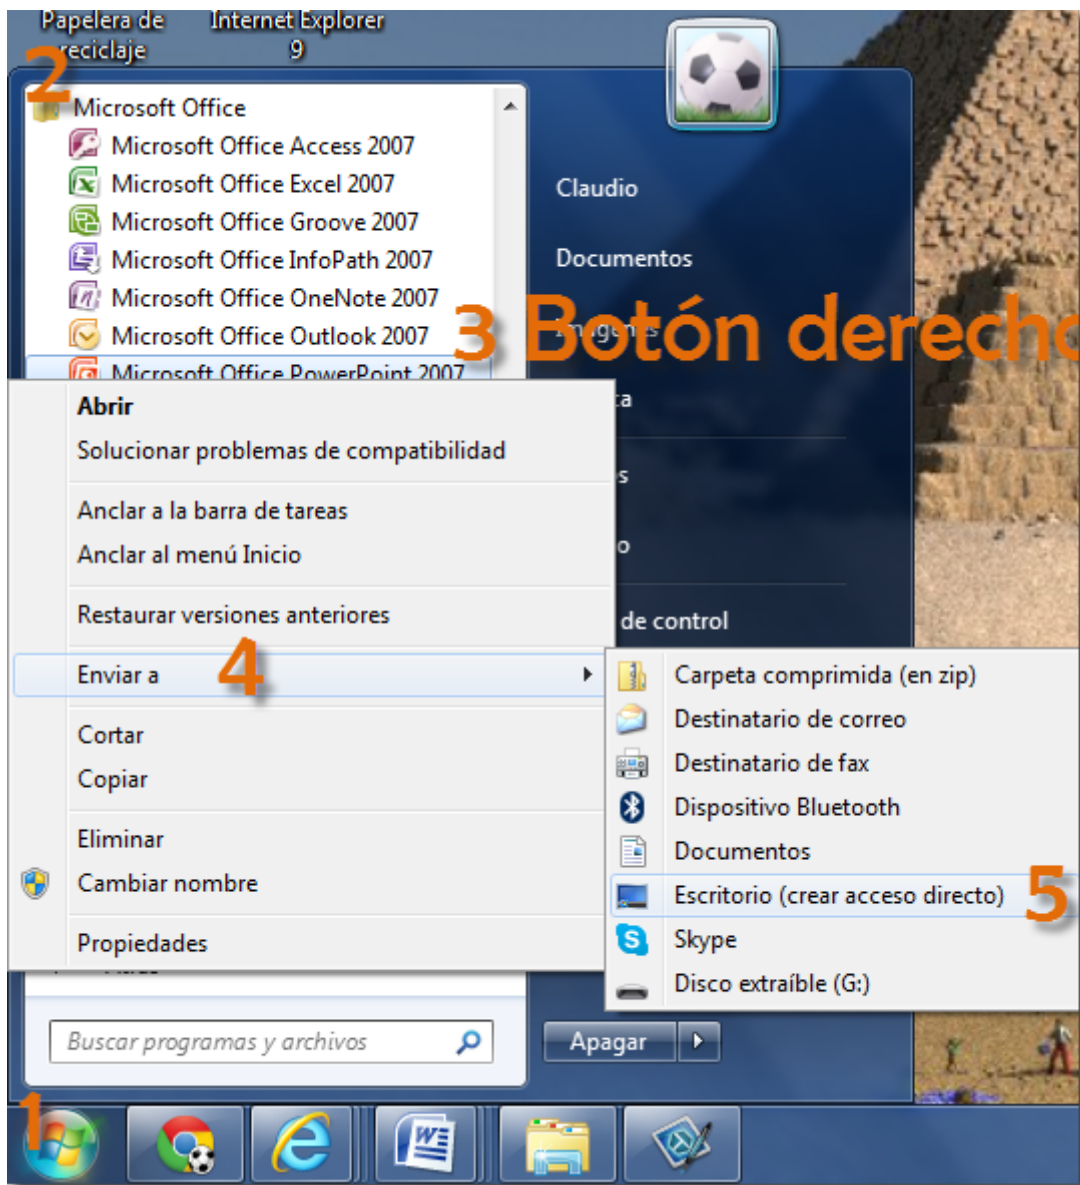 Papelera de
reciclaje
Internet Explorer
9
2
Microsoft Office
Microsoft Office Access 2007
Microsoft Office Excel 2007
Microsoft Office Groove 2007
Microsoft Office InfoPath 2007
Microsoft Office OneNote 2007
Microsoft Office Outlook 2007
Microsoft Office PowerPoint 2007
3 Botón derecho
Claudio
Documentos
Imágenes
ca
s
o
de control
Abrir
Solucionar problemas de compatibilidad
Anclar a la barra de tareas
Anclar al menú Inicio
Restaurar versiones anteriores
Enviar a
4
Cortar
Copiar
Eliminar
Cambiar nombre
Propiedades
Carpeta comprimida (en zip)
Destinatario de correo
Destinatario de fax
Dispositivo Bluetooth
Documentos
Escritorio (crear acceso directo)
5
Skype
Disco extraíble (G:)
Buscar programas y archivos
Apagar
1